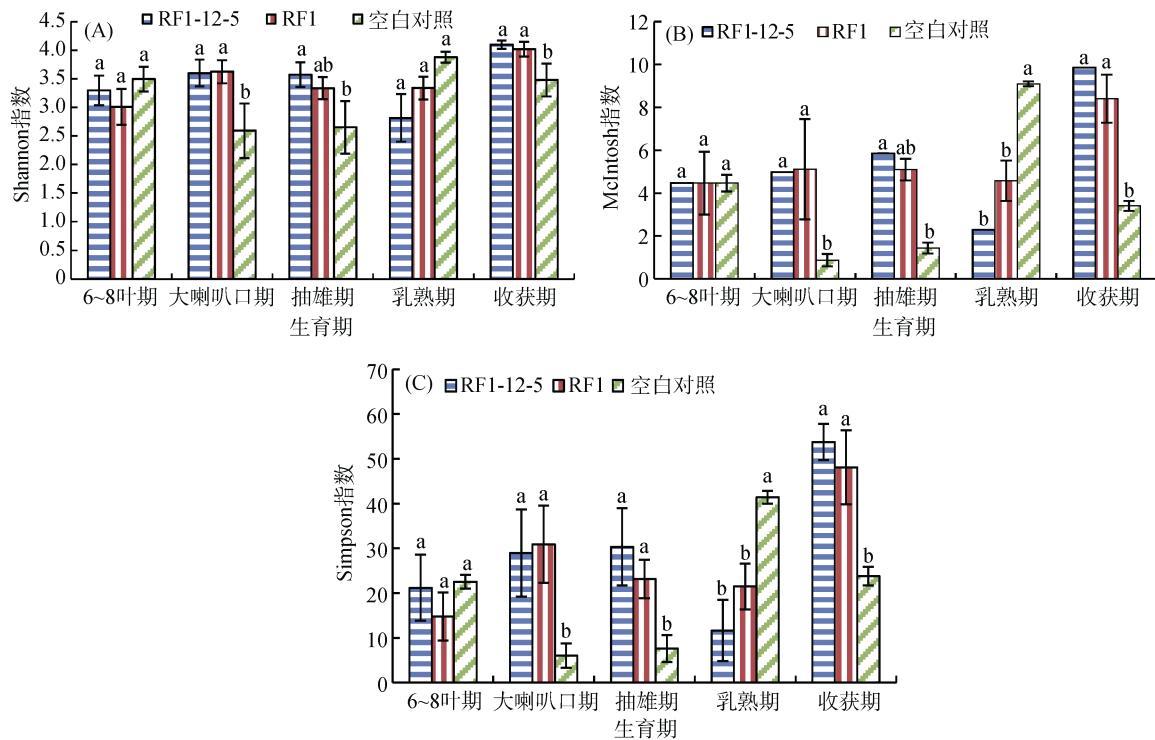 (A)
RF1-12-5 RF1 空白对照
Shannon指数
4.5
4.0
3.5
3.0
2.5
2.0
1.5
1.0
0.5
0
a a a
a a b
a ab b
a a a
a a b
6~8叶期 大喇叭口期 抽雄期 乳熟期 收获期
生育期
(B)
RF1-12-5 RF1 空白对照
McIntosh指数
12
10
8
6
4
2
0
a a a
a a b
a ab b
b b a
a a b
6~8叶期 大喇叭口期 抽雄期 乳熟期 收获期
生育期
(C)
RF1-12-5 RF1 空白对照
Simpson指数
70
60
50
40
30
20
10
0
a a a
a a b
a a b
b b a
a a b
6~8叶期 大喇叭口期 抽雄期 乳熟期 收获期
生育期